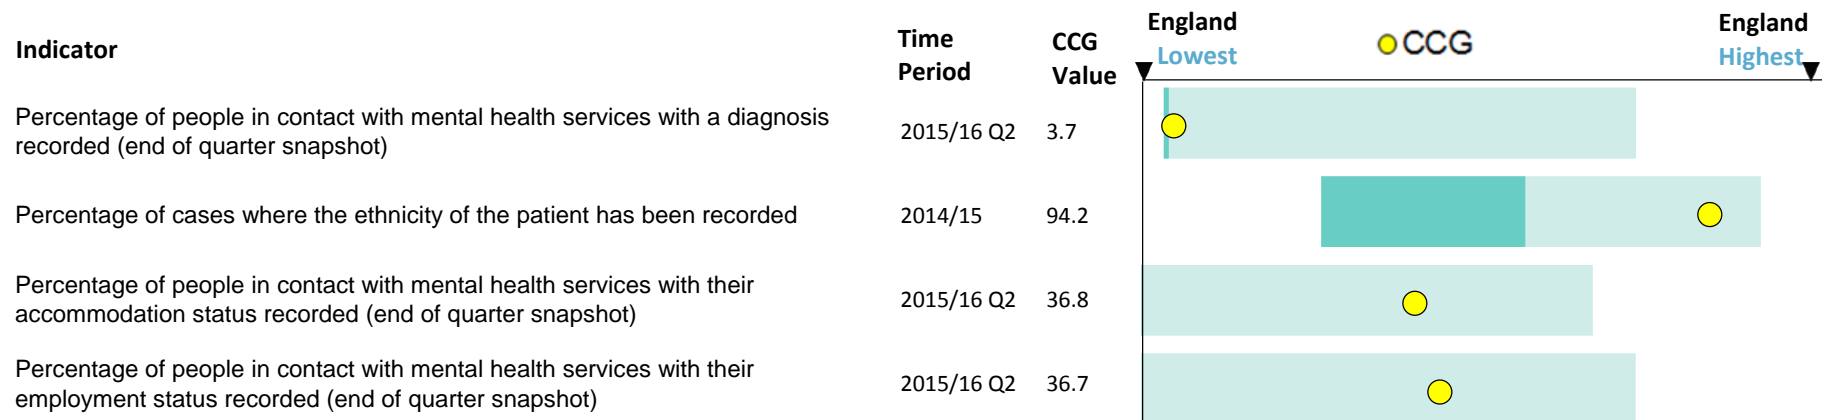 Indicator
Time
Period
CCG
Value
England
Lowest
CCG
England
Highest
Percentage of people in contact with mental health services with a diagnosis
recorded (end of quarter snapshot)
2015/16 Q2
3.7
Percentage of cases where the ethnicity of the patient has been recorded
2014/15
94.2
Percentage of people in contact with mental health services with their
accommodation status recorded (end of quarter snapshot)
2015/16 Q2
36.8
Percentage of people in contact with mental health services with their
employment status recorded (end of quarter snapshot)
2015/16 Q2
36.7